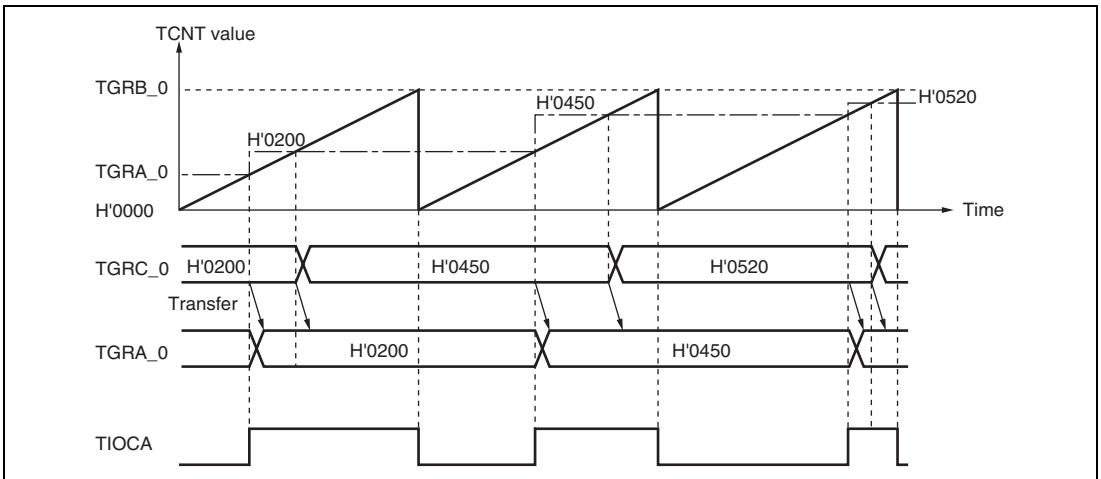 TCNT value
TGRB_0
H'0520
H'0450
H'0200
TGRA_0
H'0000
Time
TGRC_0
H'0200
H'0450
H'0520
Transfer
TGRA_0
H'0200
H'0450
TIOCA